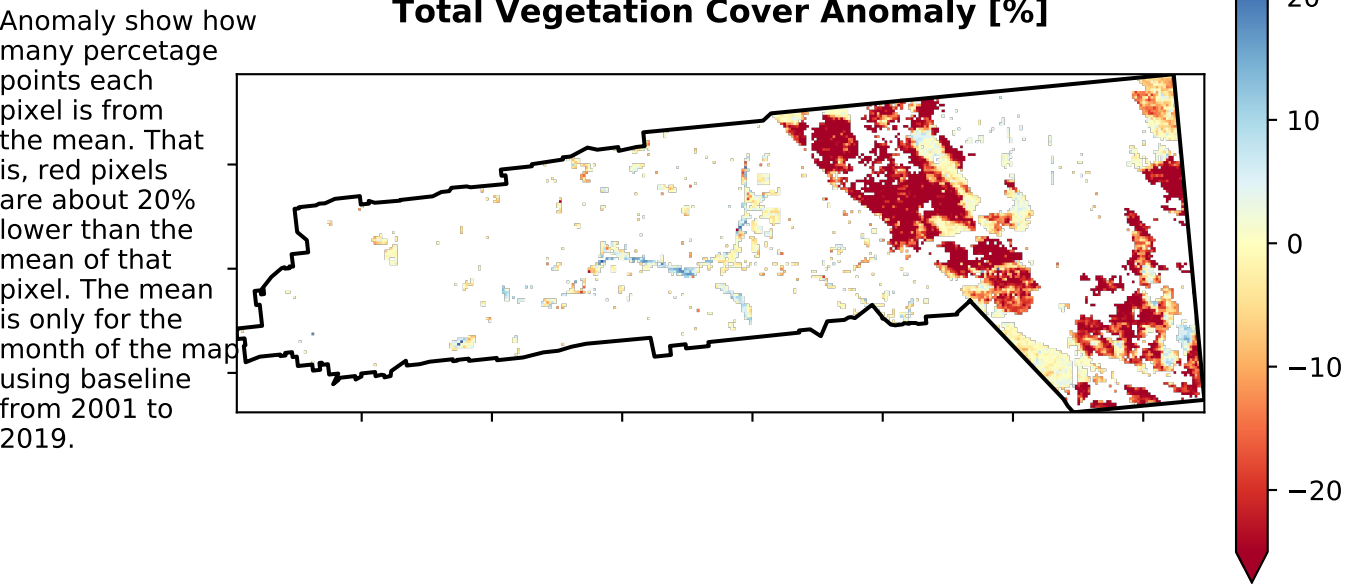 Total Vegetation Cover Anomaly [%]
Anomaly show how
many percetage
points each
pixel is from
the mean. That
is, red pixels
are about 20%
lower than the
mean of that
pixel. The mean
is only for the
month of the map
using baseline
from 2001 to
2019.
20
10
0
−10
−20